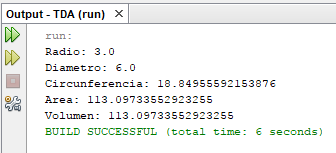 Output - TDA (run)
run:
Radio: 3.0
Diametro: 6.0
Circunferencia: 18.84955592153876
Area: 113.09733552923255
Volumen: 113.09733552923255
BUILD SUCCESSFUL (total time: 6 seconds)